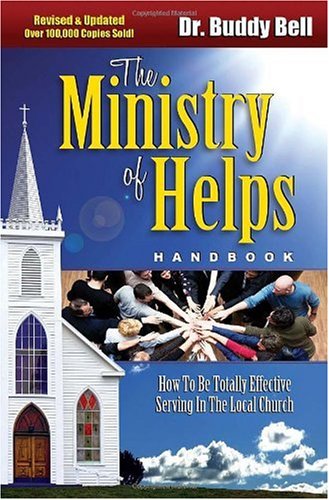 Revised & Updated
Over 100,000 Copies Sold!
Dr. Buddy Bell
The
Ministry
of Helps
HANDBOOK
How To Be Totally Effective
Serving In The Local Church